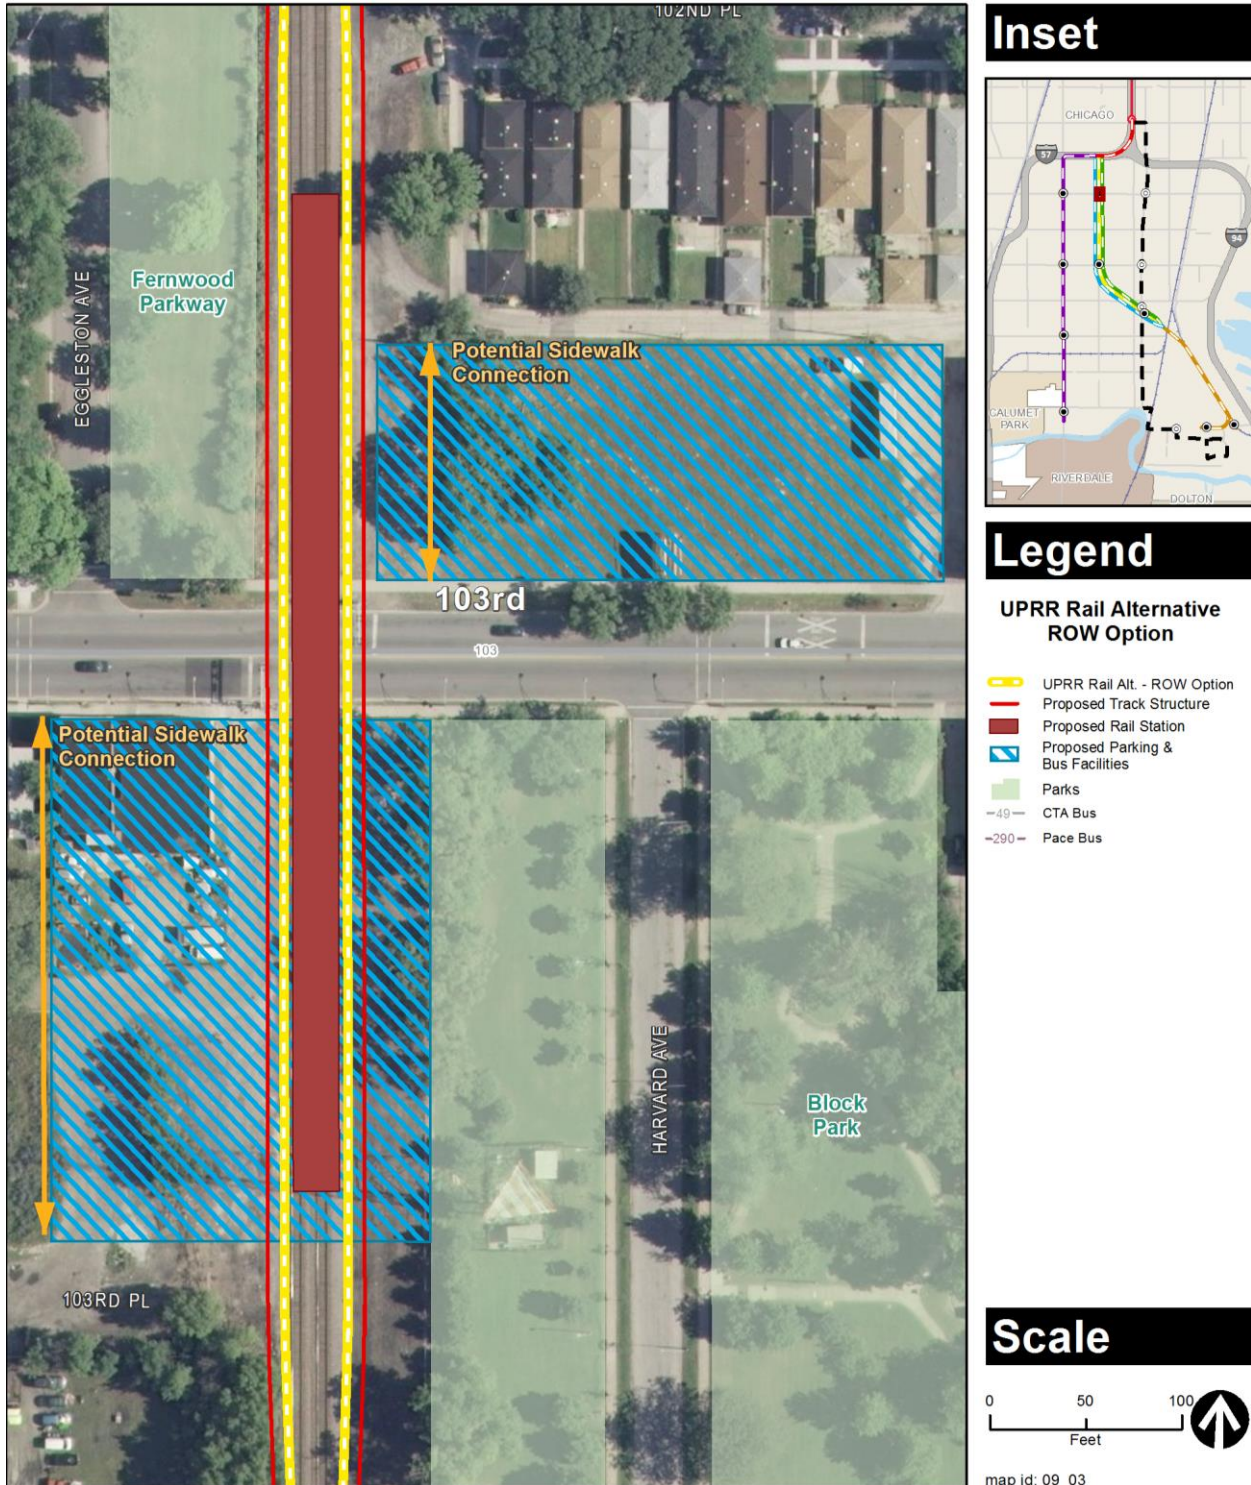 102ND PL
Fernwood
Parkway
EGGLESTON AVE
Potential Sidewalk
Connection
103rd
103
Potential Sidewalk
Connection
HARVARD AVE
Block
Park
103RD PL
Inset
CHICAGO
57
94
CALUMET
PARK
RIVERDALE
DOLTON
Legend
UPRR Rail Alternative
ROW Option
UPRR Rail Alt. - ROW Option
Proposed Track Structure
Proposed Rail Station
Proposed Parking &
Bus Facilities
Parks
49 CTA Bus
290 Pace Bus
Scale
0 50 100
Feet
map id: 09_03